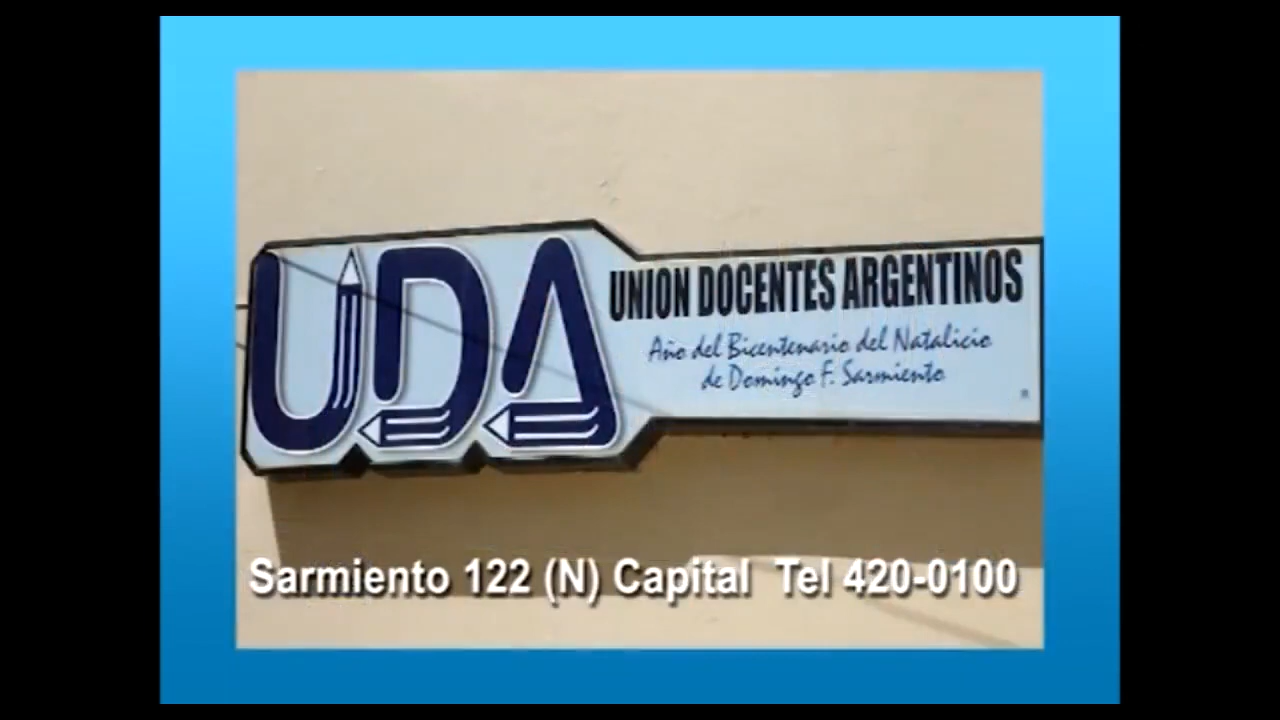 UDA
UNION DOCENTES ARGENTINOS
Año del Bicentenario del Natalicio
de Domingo F. Sarmiento
Sarmiento 122 (N) Capital Tel 420-0100